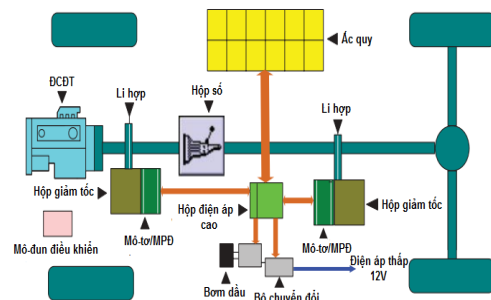 Ắc quy
ĐCĐT
Li hợp
Hộp số
Li hợp
Hộp giảm tốc
Hộp điện áp
cao
Hộp giảm tốc
Mô-đun điều khiển
Mô-tơ/MPĐ
Mô-tơ/MPĐ
Điện áp thấp
12V
Bơm dầu
Bộ chuyển đổi